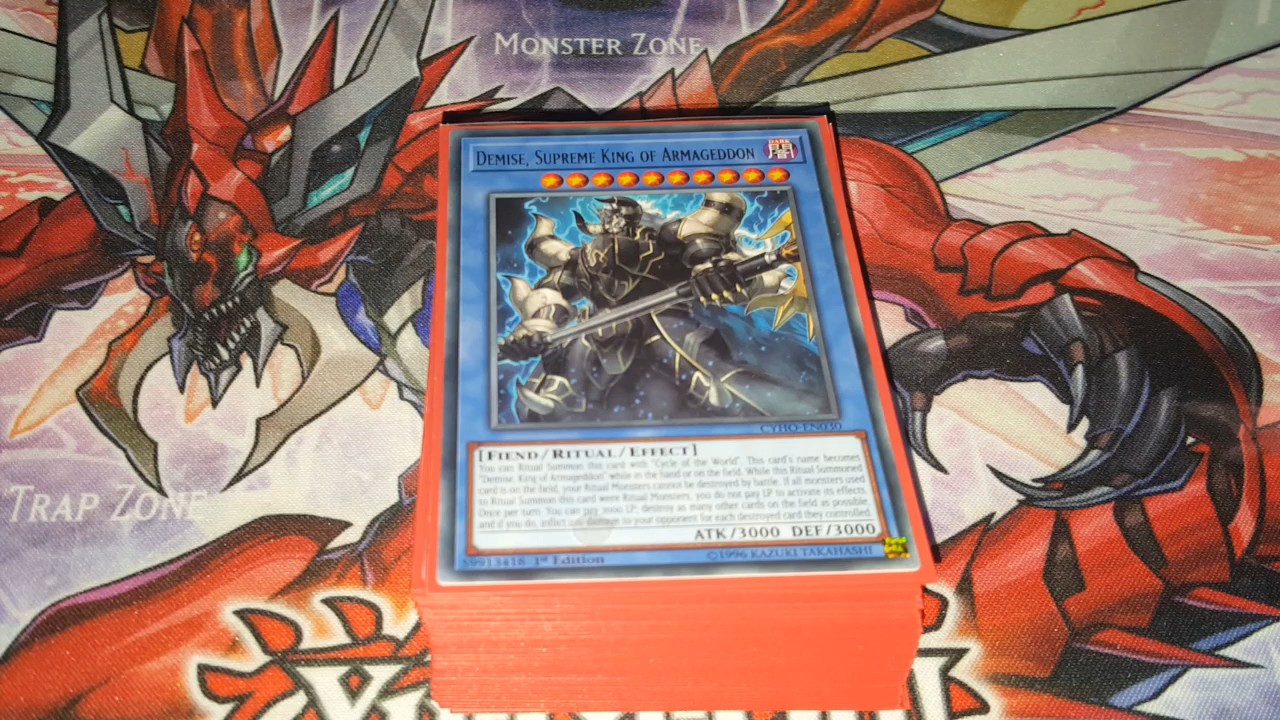 MONSTER ZONE
DEMISE, SUPREME KING OF ARMAGEDDON
DARK
闇
CYHO-EN030
[FIEND/RITUAL/EFFECT]
You can Ritual Summon this card with "Cycle of the World". This card's name becomes
"Demise, King of Armageddon" while in the hand or on the field. While this Ritual Summoned
card is on the field, your Ritual Monsters cannot be destroyed by battle. If all monsters used
to Ritual Summon this card were Ritual Monsters, you do not pay LP to activate its effects.
Once per turn: You can pay 2000 LP; destroy as many other cards on the field as possible,
and if you do, inflict 200 damage to your opponent for each destroyed card they controlled.
ATK/3000 DEF/3000
59913418 1st Edition
©1996 KAZUKI TAKAHASHI
TRAP ZONE